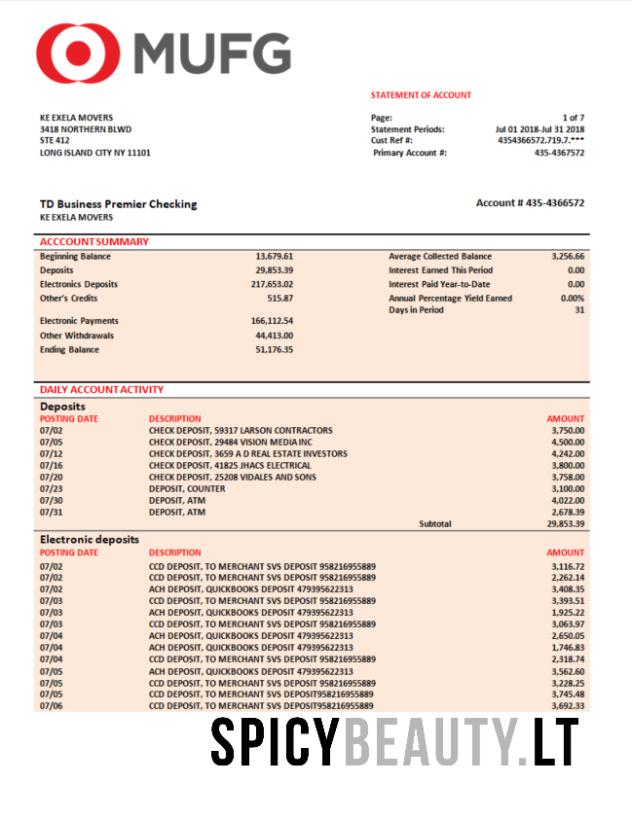 MUFG
STATEMENT OF ACCOUNT
KE EXELA MOVERS
3418 NORTHERN BLWD
STE 412
LONG ISLAND CITY NY 11101
Page: 1 of 7
Statement Periods: Jul 01 2018-Jul 31 2018
Cust Ref #: 4354366572.719.7.***
Primary Account #: 435-4367572
TD Business Premier Checking Account # 435-4366572
KE EXELA MOVERS
ACCCOUNT SUMMARY
Beginning Balance 13,679.61 Average Collected Balance 3,256.66
Deposits 29,853.39 Interest Earned This Period 0.00
Electronics Deposits 217,653.02 Interest Paid Year-to-Date 0.00
Other's Credits 515.87 Annual Percentage Yield Earned 0.00%
Days in Period 31
Electronic Payments 166,112.54
Other Withdrawals 44,413.00
Ending Balance 51,176.35
DAILY ACCOUNT ACTIVITY
Deposits
POSTING DATE DESCRIPTION AMOUNT
07/02 CHECK DEPOSIT, 59317 LARSON CONTRACTORS 3,750.00
07/05 CHECK DEPOSIT, 29484 VISION MEDIA INC 4,500.00
07/12 CHECK DEPOSIT, 3659 A D REAL ESTATE INVESTORS 4,242.00
07/16 CHECK DEPOSIT, 41825 JHACS ELECTRICAL 3,800.00
07/20 CHECK DEPOSIT, 25208 VIDALES AND SONS 3,758.00
07/23 DEPOSIT, COUNTER 3,100.00
07/30 DEPOSIT, ATM 4,022.00
07/31 DEPOSIT, ATM 2,678.39
Subtotal 29,853.39
Electronic deposits
POSTING DATE DESCRIPTION AMOUNT
07/02 CCD DEPOSIT, TO MERCHANT SVS DEPOSIT 958216955889 3,116.72
07/02 CCD DEPOSIT, TO MERCHANT SVS DEPOSIT 958216955889 2,262.14
07/02 ACH DEPOSIT, QUICKBOOKS DEPOSIT 479395622313 3,408.35
07/03 CCD DEPOSIT, TO MERCHANT SVS DEPOSIT 958216955889 3,393.51
07/03 ACH DEPOSIT, QUICKBOOKS DEPOSIT 479395622313 1,925.22
07/03 CCD DEPOSIT, TO MERCHANT SVS DEPOSIT 958216955889 3,063.97
07/04 ACH DEPOSIT, QUICKBOOKS DEPOSIT 479395622313 2,650.05
07/04 ACH DEPOSIT, QUICKBOOKS DEPOSIT 479395622313 1,746.83
07/04 CCD DEPOSIT, TO MERCHANT SVS DEPOSIT 958216955889 2,318.74
07/05 ACH DEPOSIT, QUICKBOOKS DEPOSIT 479395622313 3,562.60
07/05 CCD DEPOSIT, TO MERCHANT SVS DEPOSIT 958216955889 3,228.25
07/05 CCD DEPOSIT, TO MERCHANT SVS DEPOSIT958216955889 3,745.48
07/06 CCD DEPOSIT, TO MERCHANT SVS DEPOSIT958216955889 3,692.33
SPICYBEAUTY.LT